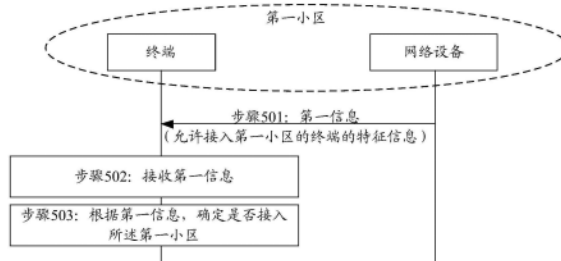 第一小区
终端
网络设备
步骤501：第一信息
（允许接入第一小区的终端的特征信息）
步骤502：接收第一信息
步骤503：根据第一信息，确定是否接入
所述第一小区